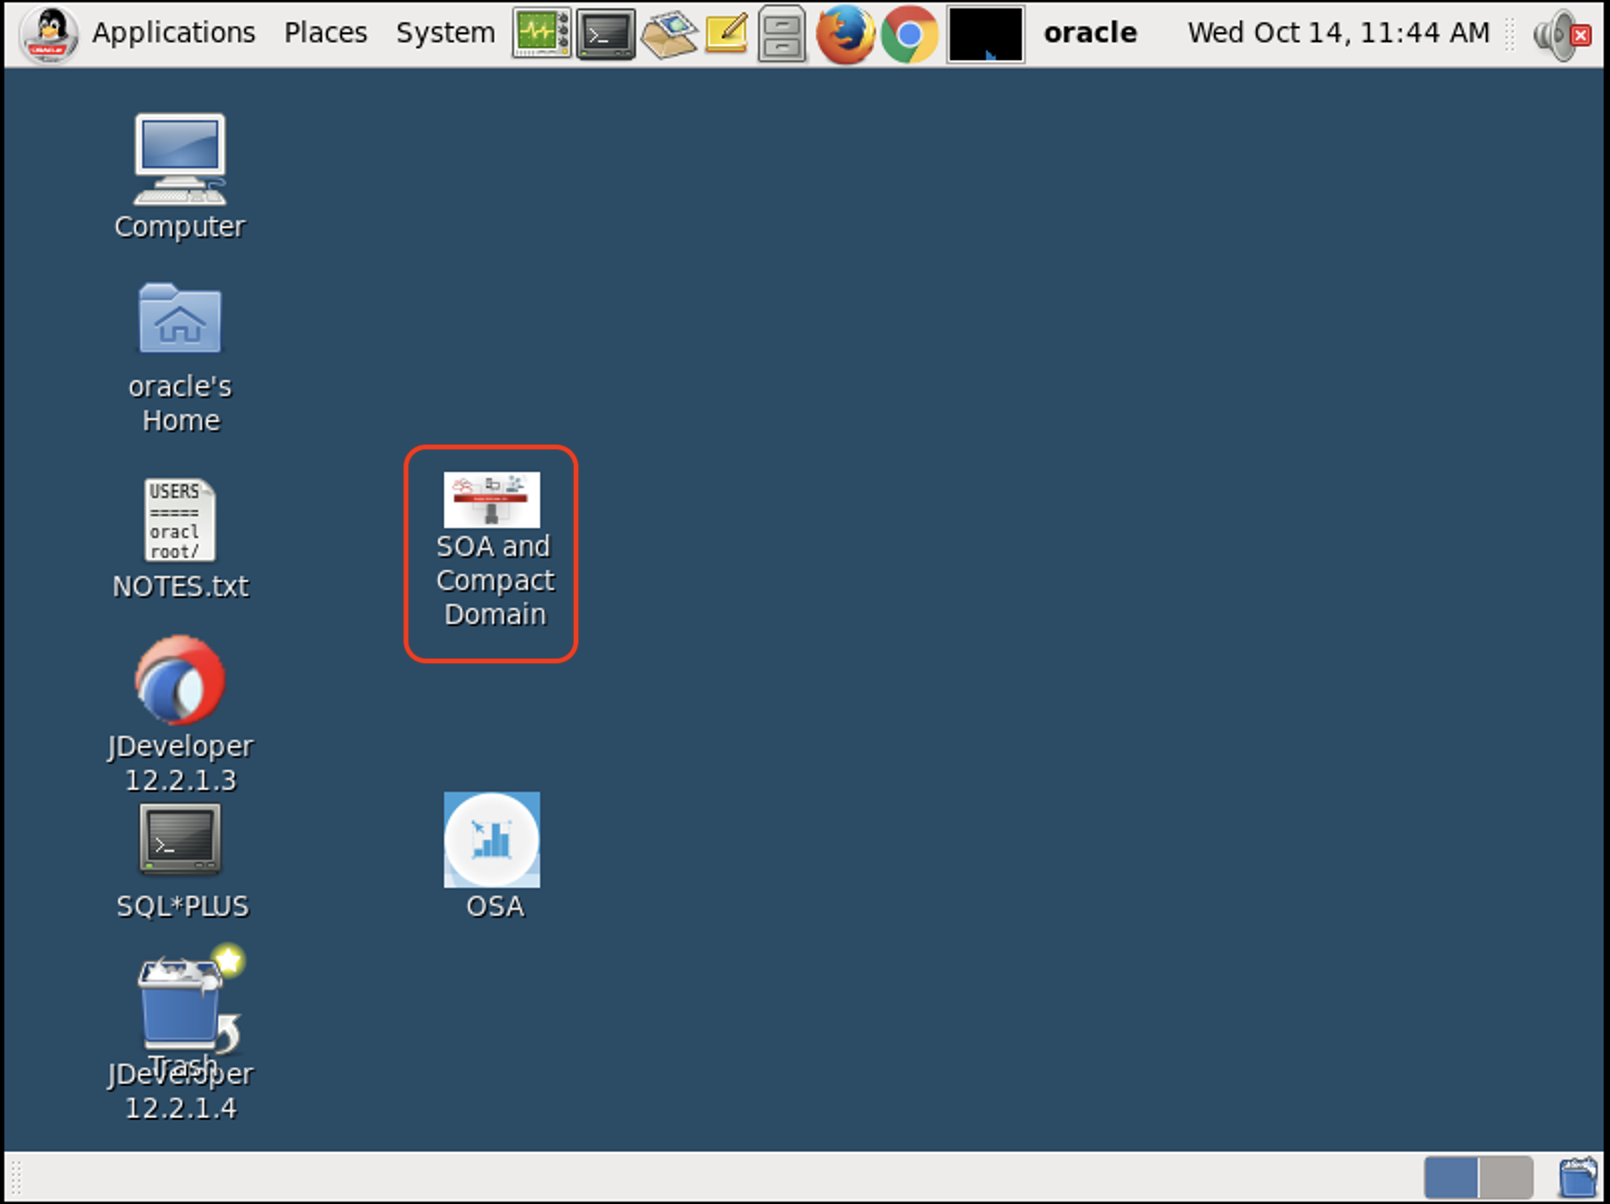 Applications Places System oracle Wed Oct 14, 11:44 AM
ORACLE
Computer
oracle's
Home
USERS
=====
oracl
root/
NOTES.txt
SOA and
Compact
Domain
JDeveloper
12.2.1.3
>_
SQL*PLUS
OSA
Trash
JDeveloper
12.2.1.4